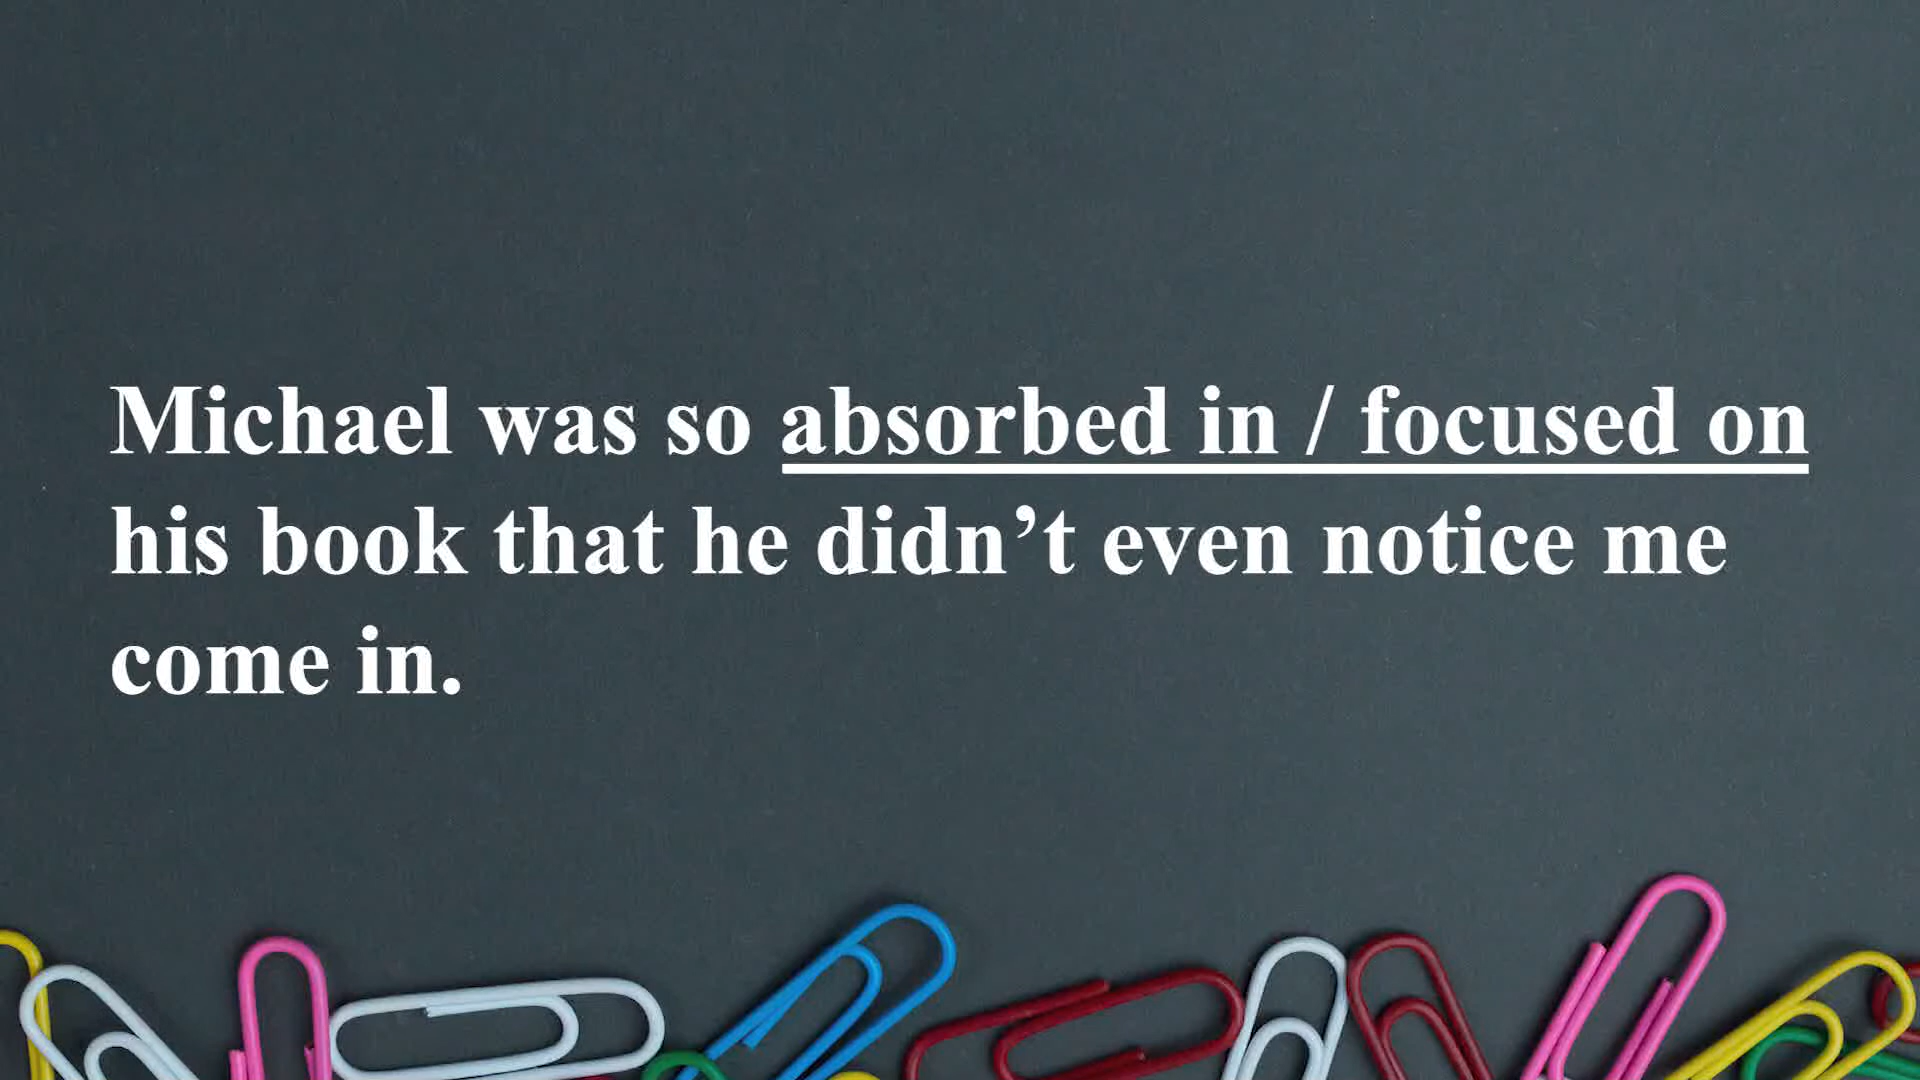 Michael was so absorbed in / focused on
his book that he didn’t even notice me
come in.